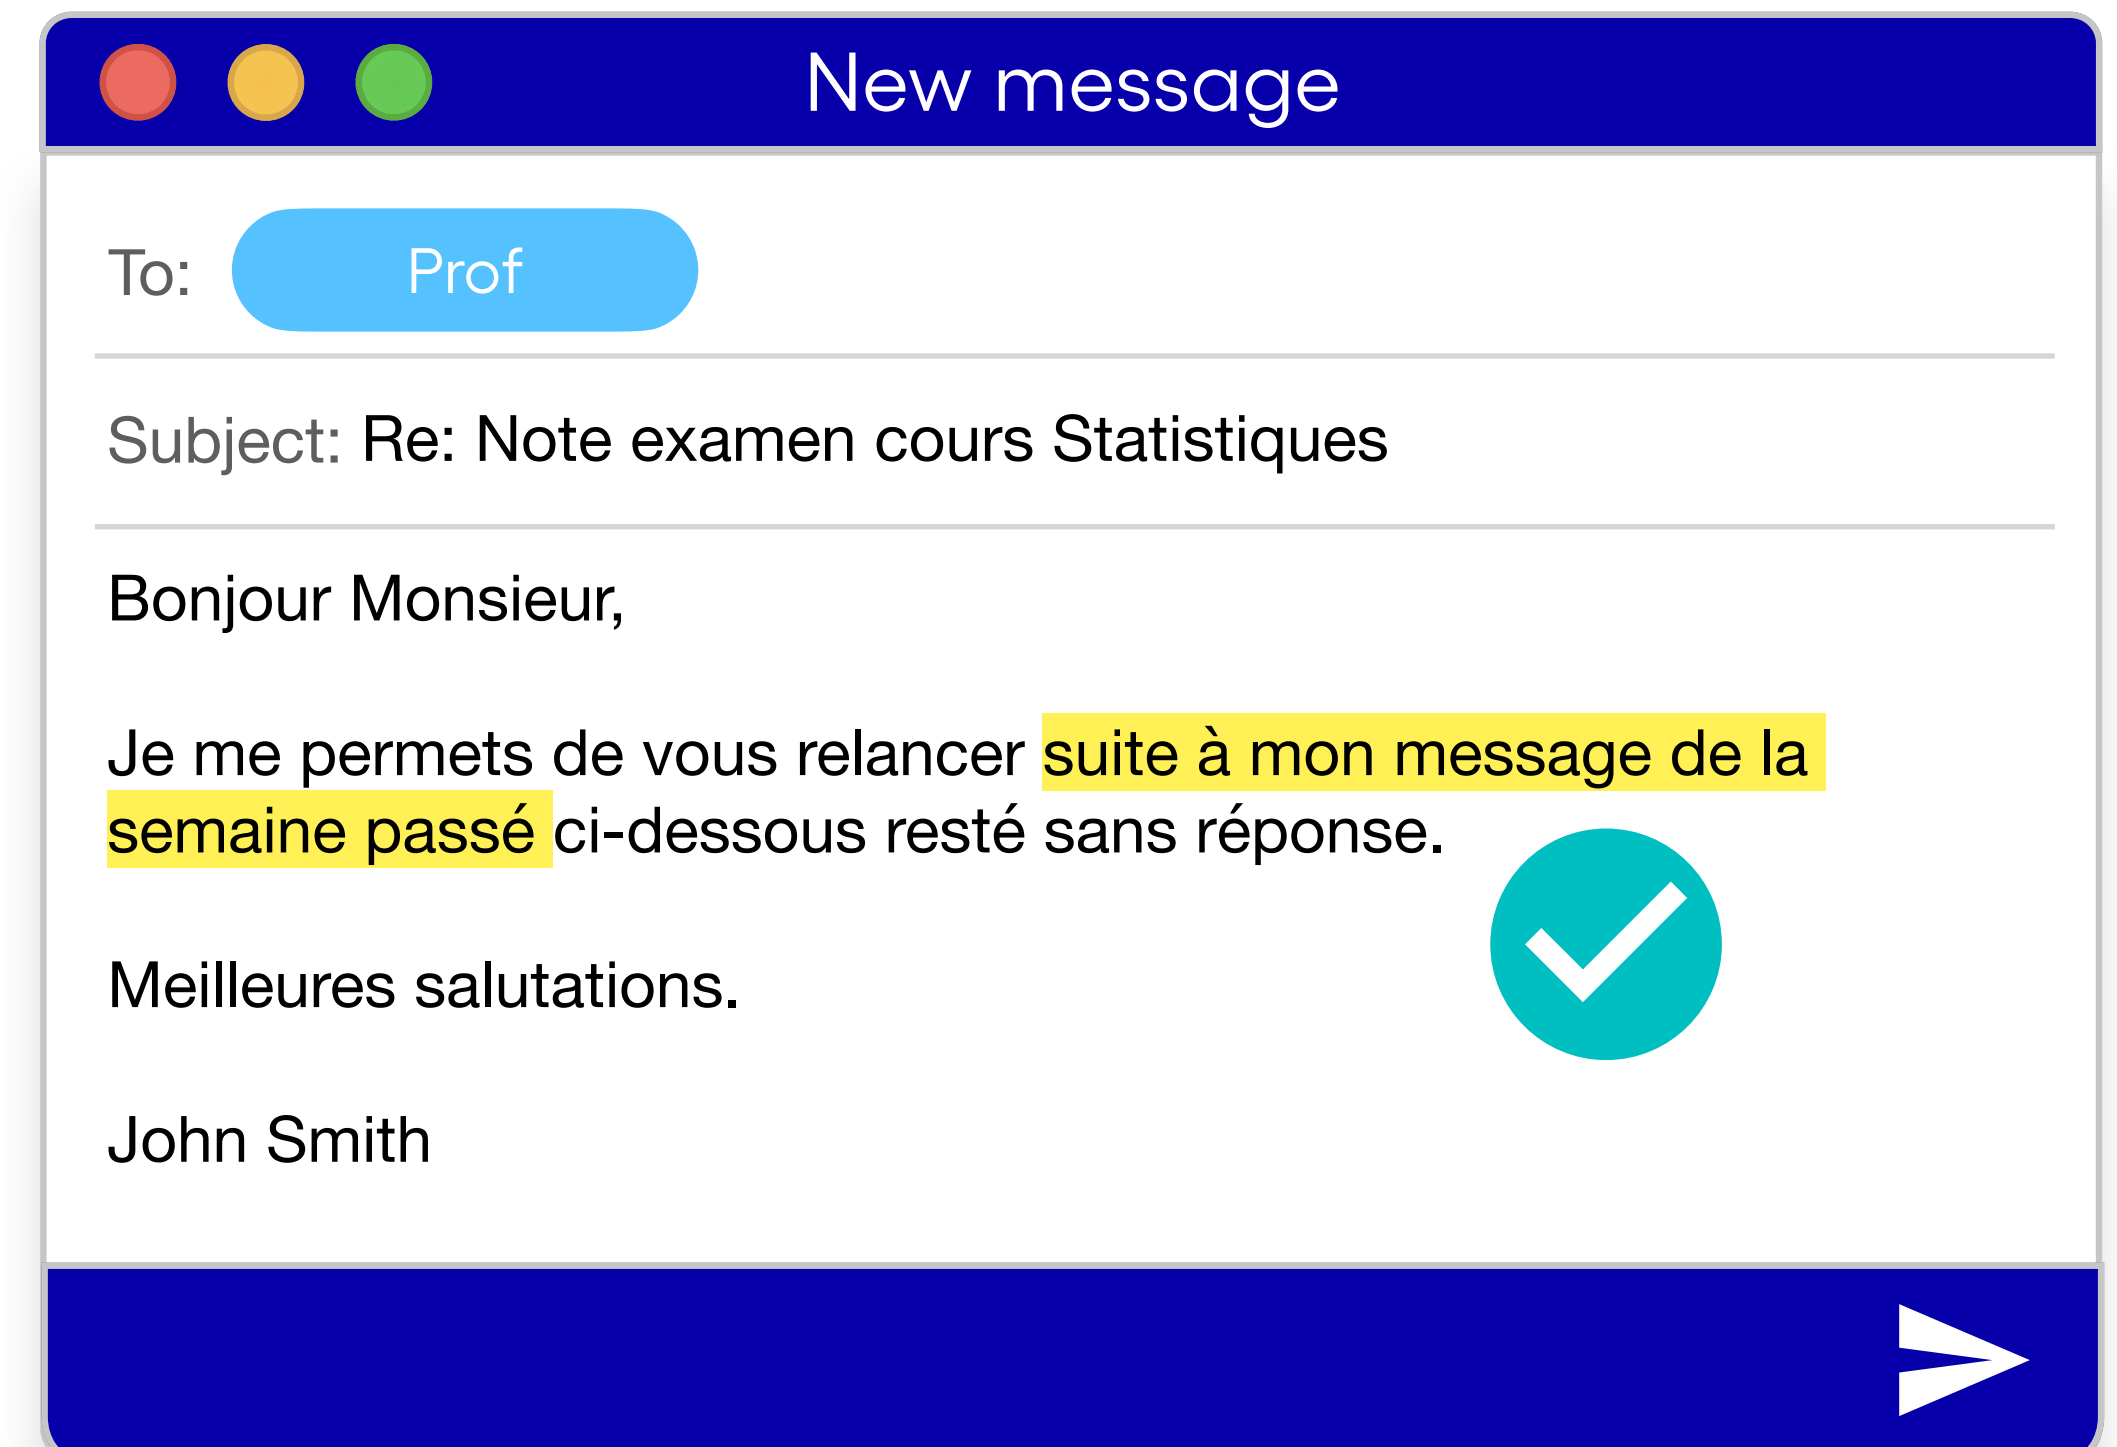 New message
To: Prof
Subject: Re: Note examen cours Statistiques
Bonjour Monsieur,
Je me permets de vous relancer suite à mon message de la
semaine passé ci-dessous resté sans réponse.
Meilleures salutations.
John Smith